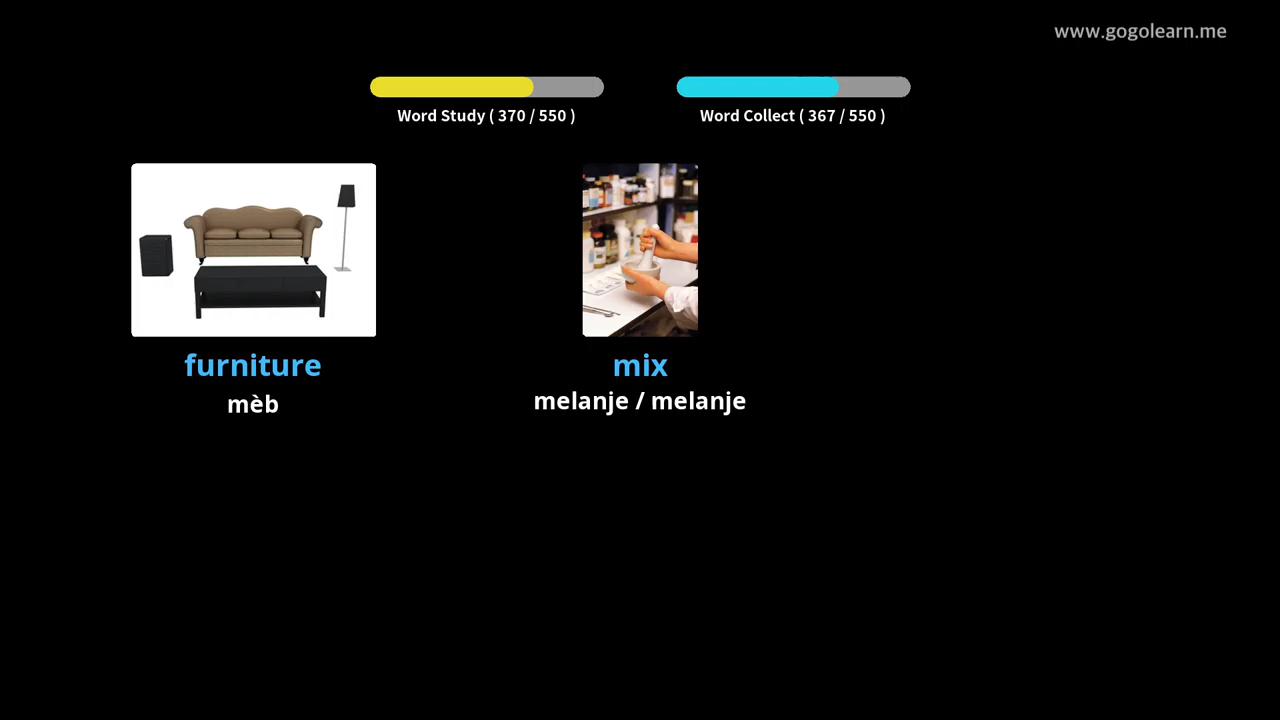 www.gogolearn.me
Word Study ( 370 / 550 )
Word Collect ( 367 / 550 )
furniture
mèb
mix
melanje / melanje